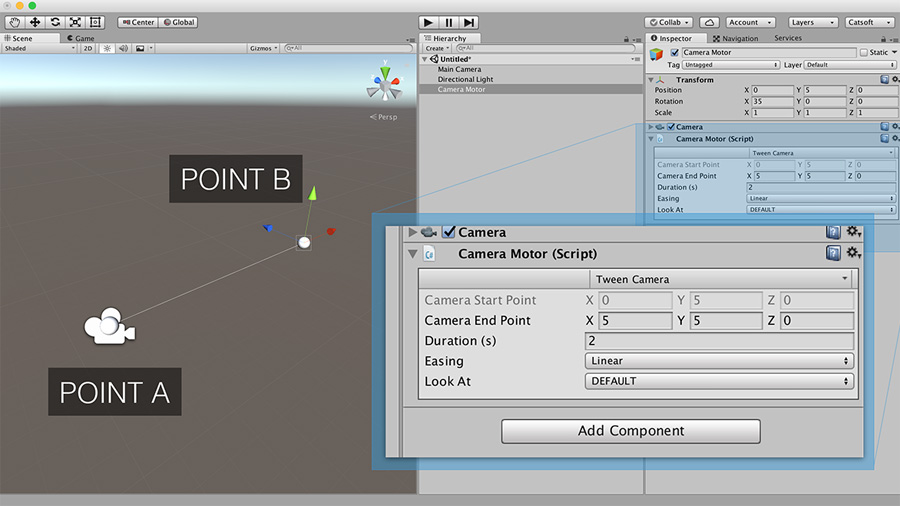 Center Global
Collab Account Layers Catsoft
Scene Game
Shaded 2D Gizmos All
y
Persp
POINT B
POINT A
Hierarchy
Create All
Untitled*
Main Camera
Directional Light
Camera Motor
Inspector Navigation Services
Camera Motor Static
Tag Untagged Layer Default
Transform
Position X 0 Y 5 Z 0
Rotation X 35 Y 0 Z 0
Scale X 1 Y 1 Z 1
Camera
Camera Motor (Script)
Tween Camera
Camera Start Point X 0 Y 5 Z 0
Camera End Point X 5 Y 5 Z 0
Duration (s) 2
Easing Linear
Look At DEFAULT
Camera
C#
Camera Motor (Script)
Tween Camera
Camera Start Point X 0 Y 5 Z 0
Camera End Point X 5 Y 5 Z 0
Duration (s) 2
Easing Linear
Look At DEFAULT
Add Component